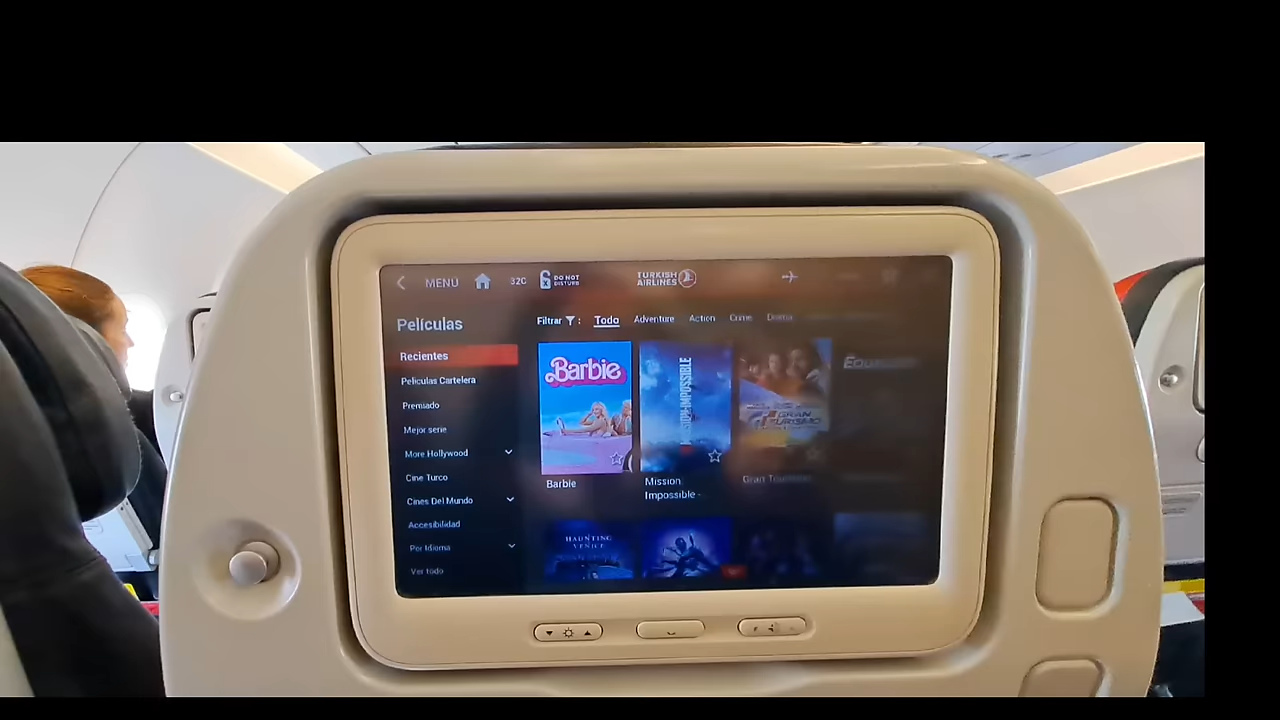 MENÚ
32C
DO NOT
DISTURB
TURKISH
AIRLINES
Películas
Filtrar
:
Todo
Adventure
Action
Crime
Drama
Recientes
Películas Cartelera
Premiado
Mejor serie
More Hollywood
Cine Turco
Cines Del Mundo
Accesibilidad
Por Idioma
Ver todo
Barbie
MISSION: IMPOSSIBLE
GRAN
TURISMO
Barbie
Mission:
Impossible -
Gran Turismo
HAUNTING
VENICE